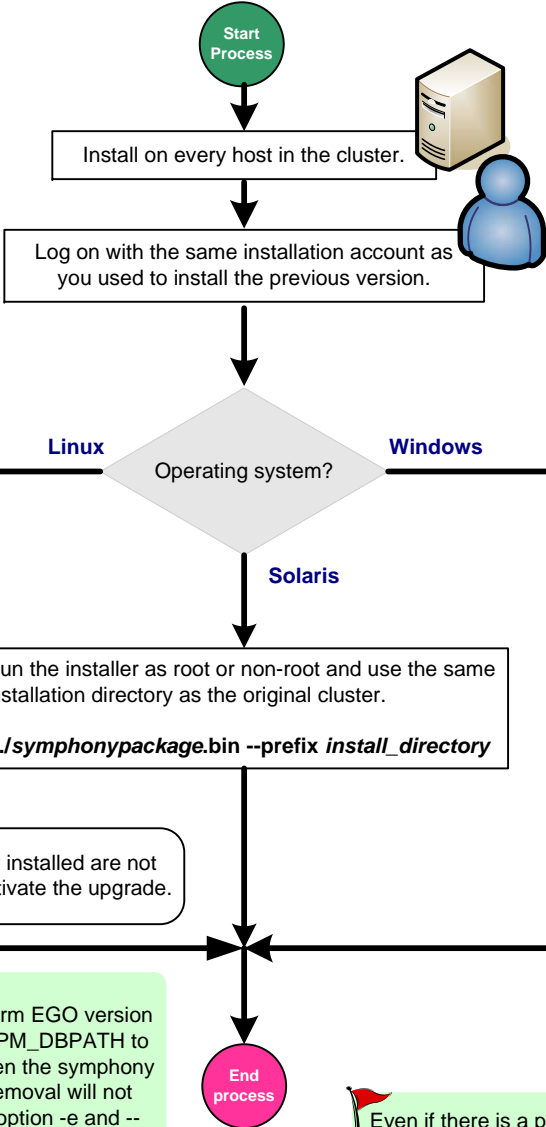 Start
Process
Install on every host in the cluster.
Log on with the same installation account as
you used to install the previous version.
Linux
Operating system?
Windows
Solaris
un the installer as root or non-root and use the same
stallation directory as the original cluster.
./symphonypackage.bin --prefix install_directory
installed are not
tivate the upgrade.
rm EGO version
PM_DBPATH to
en the symphony
emoval will not
option -e and --
End
process
Even if there is a p